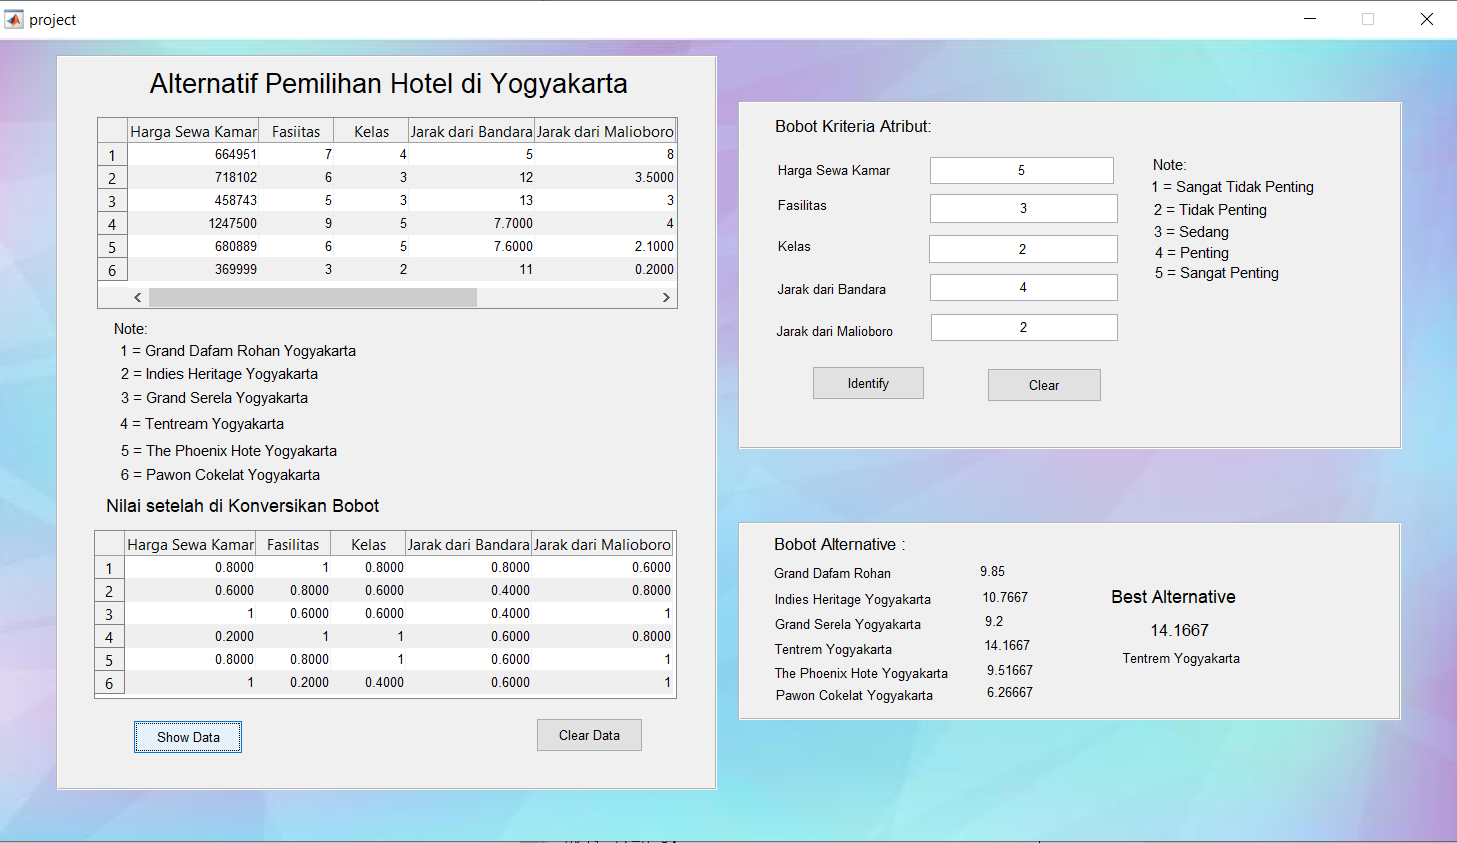 project
Alternatif Pemilihan Hotel di Yogyakarta
Harga Sewa Kamar Fasiitas Kelas Jarak dari Bandara Jarak dari Malioboro
1 664951 7 4 5 8
2 718102 6 3 12 3.5000
3 458743 5 3 13 3
4 1247500 9 5 7.7000 4
5 680889 6 5 7.6000 2.1000
6 369999 3 2 11 0.2000
Note:
1 = Grand Dafam Rohan Yogyakarta
2 = Indies Heritage Yogyakarta
3 = Grand Serela Yogyakarta
4 = Tentream Yogyakarta
5 = The Phoenix Hote Yogyakarta
6 = Pawon Cokelat Yogyakarta
Nilai setelah di Konversikan Bobot
Harga Sewa Kamar Fasilitas Kelas Jarak dari Bandara Jarak dari Malioboro
1 0.8000 1 0.8000 0.8000 0.6000
2 0.6000 0.8000 0.6000 0.4000 0.8000
3 1 0.6000 0.6000 0.4000 1
4 0.2000 1 1 0.6000 0.8000
5 0.8000 0.8000 1 0.6000 1
6 1 0.2000 0.4000 0.6000 1
Show Data Clear Data
Bobot Kriteria Atribut:
Harga Sewa Kamar 5
Fasilitas 3
Kelas 2
Jarak dari Bandara 4
Jarak dari Malioboro 2
Note:
1 = Sangat Tidak Penting
2 = Tidak Penting
3 = Sedang
4 = Penting
5 = Sangat Penting
Identify Clear
Bobot Alternative :
Grand Dafam Rohan 9.85
Indies Heritage Yogyakarta 10.7667
Grand Serela Yogyakarta 9.2
Tentrem Yogyakarta 14.1667
The Phoenix Hote Yogyakarta 9.51667
Pawon Cokelat Yogyakarta 6.26667
Best Alternative
14.1667
Tentrem Yogyakarta